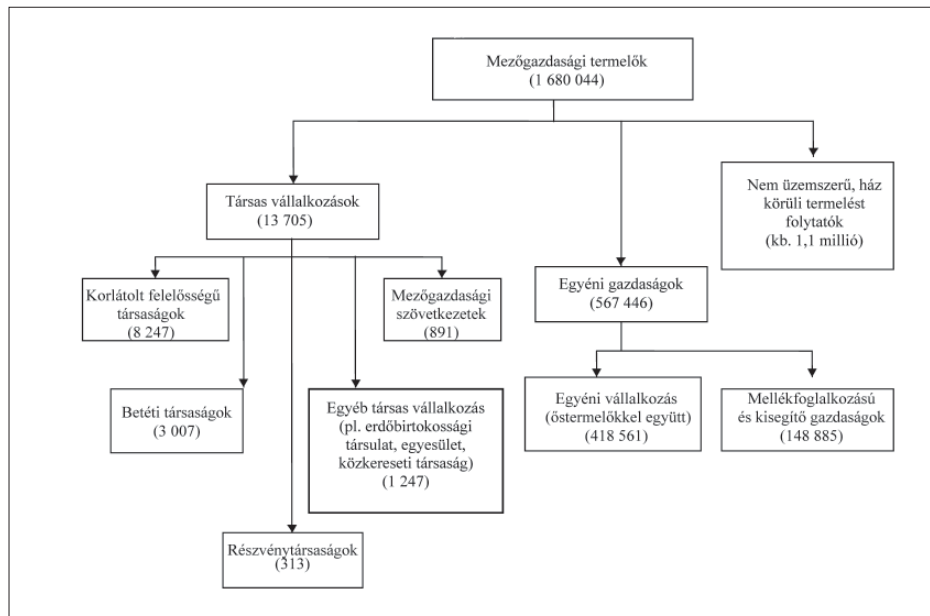 Mezőgazdasági termelők
(1 680 044)
Társas vállalkozások
(13 705)
Nem üzemszerű, ház
körüli termelést
folytatók
(kb. 1,1 millió)
Egyéni gazdaságok
(567 446)
Korlátolt felelősségű
társaságok
(8 247)
Mezőgazdasági
szövetkezetek
(891)
Betéti társaságok
(3 007)
Egyéb társas vállalkozás
(pl. erdőbirtokossági
társulat, egyesület,
közkereseti társaság)
(1 247)
Egyéni vállalkozás
(őstermelőkkel együtt)
(418 561)
Mellékfoglalkozású
és kisegítő gazdaságok
(148 885)
Részvénytársaságok
(313)